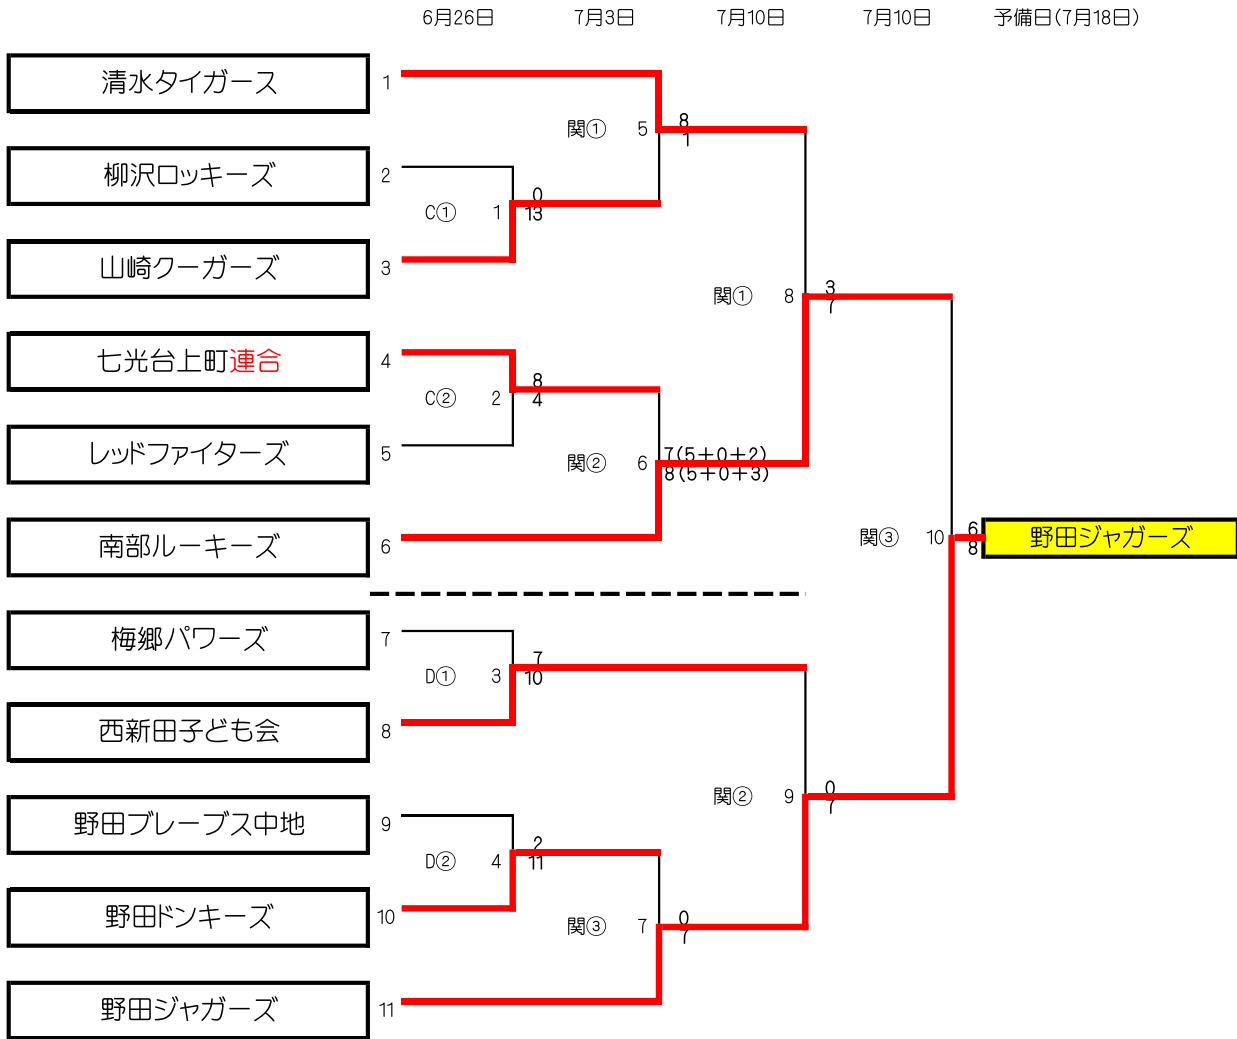 6月26日 7月3日 7月10日 7月10日 予備日(7月18日)
清水タイガース 1
関① 5 8
1
柳沢ロッキーズ 2
C① 1 0
13
山崎クーガーズ 3
関① 8 3
7
七光台上町連合 4
C② 2 8
4
レッドファイターズ 5
関② 6 7(5+0+2)
8(5+0+3)
南部ルーキーズ 6
関③ 10 6
8
野田ジャガーズ
梅郷パワーズ 7
D① 3 7
10
西新田子ども会 8
関② 9 0
7
野田ブレーブス中地 9
D② 4 2
11
野田ドンキーズ 10
関③ 7 0
7
野田ジャガーズ 11